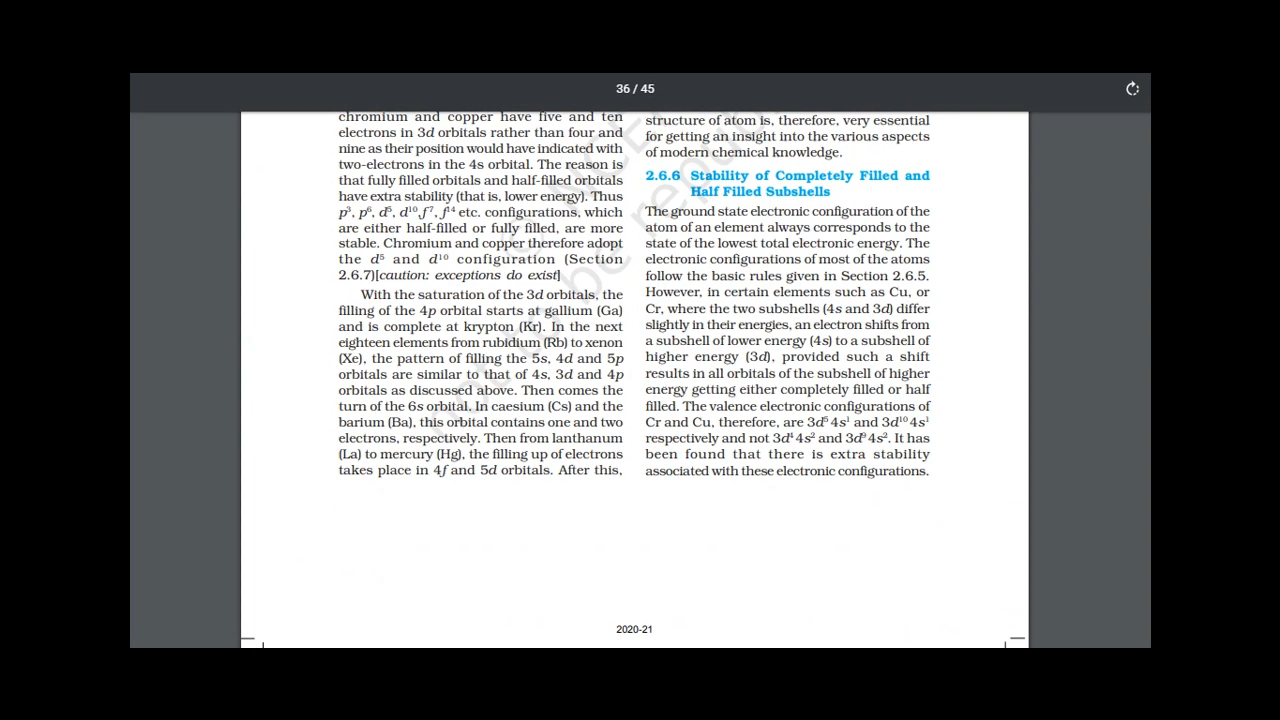 36 / 45
chromium and copper have five and ten
electrons in 3d orbitals rather than four and
nine as their position would have indicated with
two-electrons in the 4s orbital. The reason is
that fully filled orbitals and half-filled orbitals
have extra stability (that is, lower energy). Thus
p³, p⁶, d⁵, d¹⁰, f⁷, f¹⁴ etc. configurations, which
are either half-filled or fully filled, are more
stable. Chromium and copper therefore adopt
the d⁵ and d¹⁰ configuration (Section
2.6.7)[caution: exceptions do exist]
With the saturation of the 3d orbitals, the
filling of the 4p orbital starts at gallium (Ga)
and is complete at krypton (Kr). In the next
eighteen elements from rubidium (Rb) to xenon
(Xe), the pattern of filling the 5s, 4d and 5p
orbitals are similar to that of 4s, 3d and 4p
orbitals as discussed above. Then comes the
turn of the 6s orbital. In caesium (Cs) and the
barium (Ba), this orbital contains one and two
electrons, respectively. Then from lanthanum
(La) to mercury (Hg), the filling up of electrons
takes place in 4f and 5d orbitals. After this,
structure of atom is, therefore, very essential
for getting an insight into the various aspects
of modern chemical knowledge.
2.6.6 Stability of Completely Filled and
Half Filled Subshells
The ground state electronic configuration of the
atom of an element always corresponds to the
state of the lowest total electronic energy. The
electronic configurations of most of the atoms
follow the basic rules given in Section 2.6.5.
However, in certain elements such as Cu, or
Cr, where the two subshells (4s and 3d) differ
slightly in their energies, an electron shifts from
a subshell of lower energy (4s) to a subshell of
higher energy (3d), provided such a shift
results in all orbitals of the subshell of higher
energy getting either completely filled or half
filled. The valence electronic configurations of
Cr and Cu, therefore, are 3d⁵ 4s¹ and 3d¹⁰ 4s¹
respectively and not 3d⁴ 4s² and 3d⁹ 4s². It has
been found that there is extra stability
associated with these electronic configurations.
not to be
2020-21